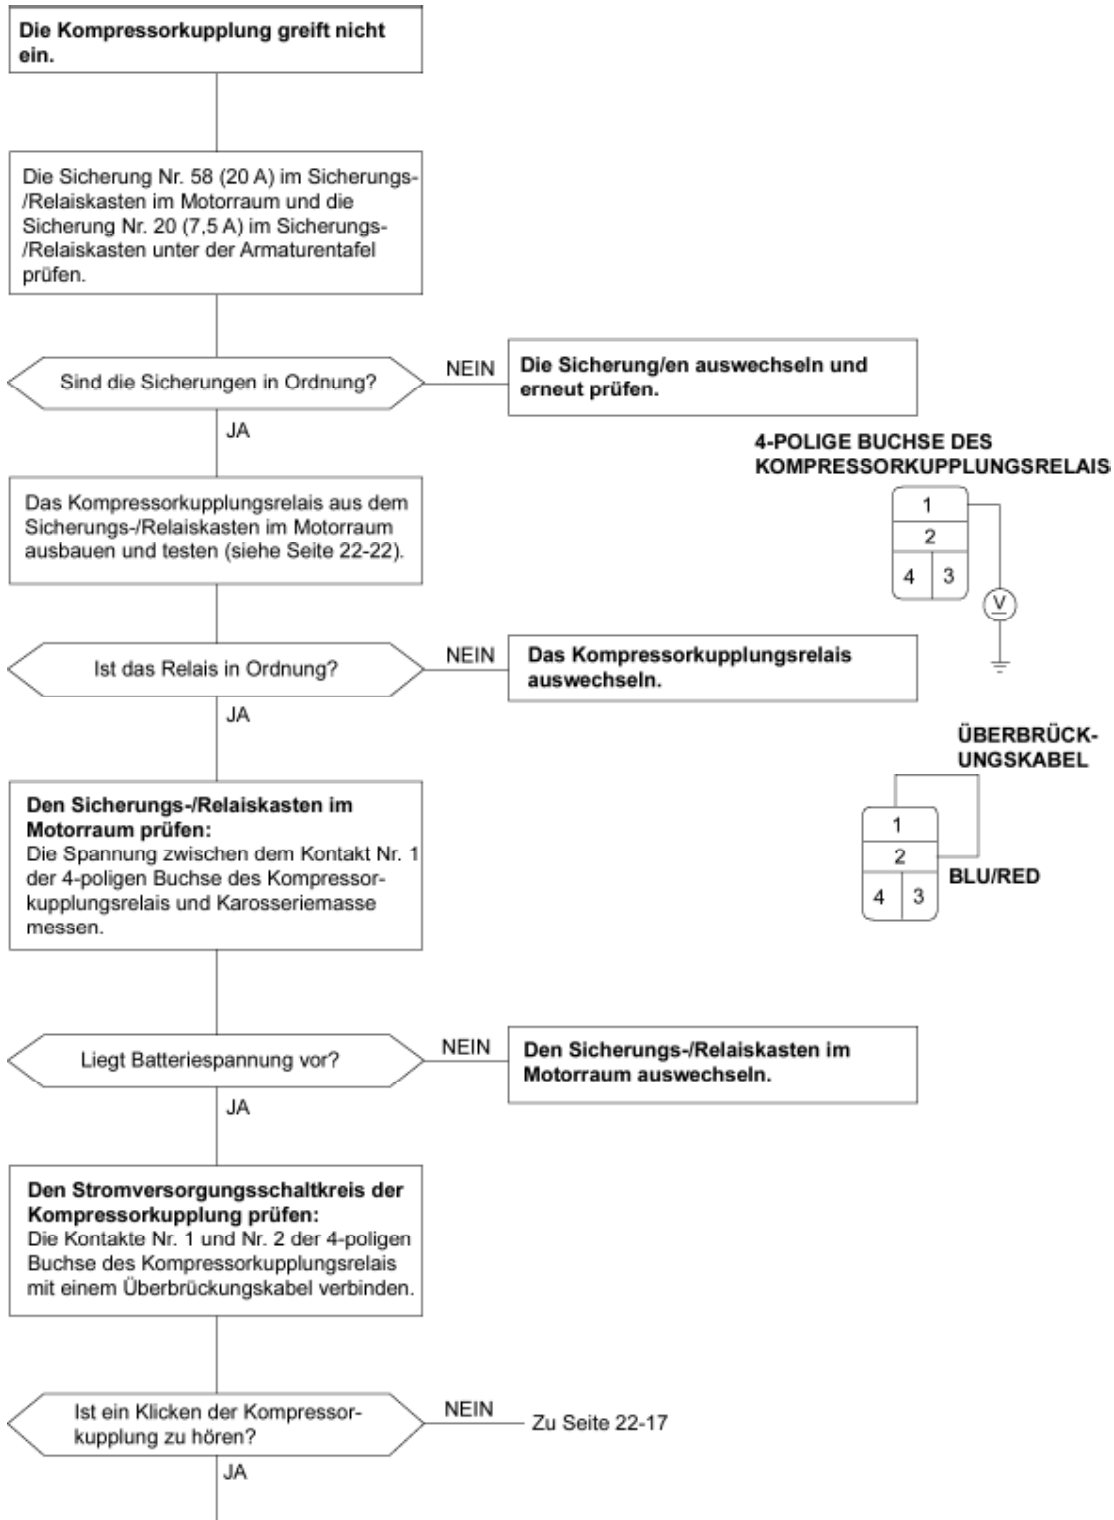 Die Kompressorkupplung greift nicht
ein.
Die Sicherung Nr. 58 (20 A) im Sicherungs-
/Relaiskasten im Motorraum und die
Sicherung Nr. 20 (7,5 A) im Sicherungs-
/Relaiskasten unter der Armaturentafel
prüfen.
Sind die Sicherungen in Ordnung?
NEIN
Die Sicherung/en auswechseln und
erneut prüfen.
JA
4-POLIGE BUCHSE DES
KOMPRESSORKUPPLUNGSRELAIS
1
2
4 3
V
Das Kompressorkupplungsrelais aus dem
Sicherungs-/Relaiskasten im Motorraum
ausbauen und testen (siehe Seite 22-22).
Ist das Relais in Ordnung?
NEIN
Das Kompressorkupplungsrelais
auswechseln.
JA
ÜBERBRÜCK-
UNGSKABEL
1
2
4 3
BLU/RED
Den Sicherungs-/Relaiskasten im
Motorraum prüfen:
Die Spannung zwischen dem Kontakt Nr. 1
der 4-poligen Buchse des Kompressor-
kupplungsrelais und Karosseriemasse
messen.
Liegt Batteriespannung vor?
NEIN
Den Sicherungs-/Relaiskasten im
Motorraum auswechseln.
JA
Den Stromversorgungsschaltkreis der
Kompressorkupplung prüfen:
Die Kontakte Nr. 1 und Nr. 2 der 4-poligen
Buchse des Kompressorkupplungsrelais
mit einem Überbrückungskabel verbinden.
Ist ein Klicken der Kompressor-
kupplung zu hören?
NEIN
Zu Seite 22-17
JA